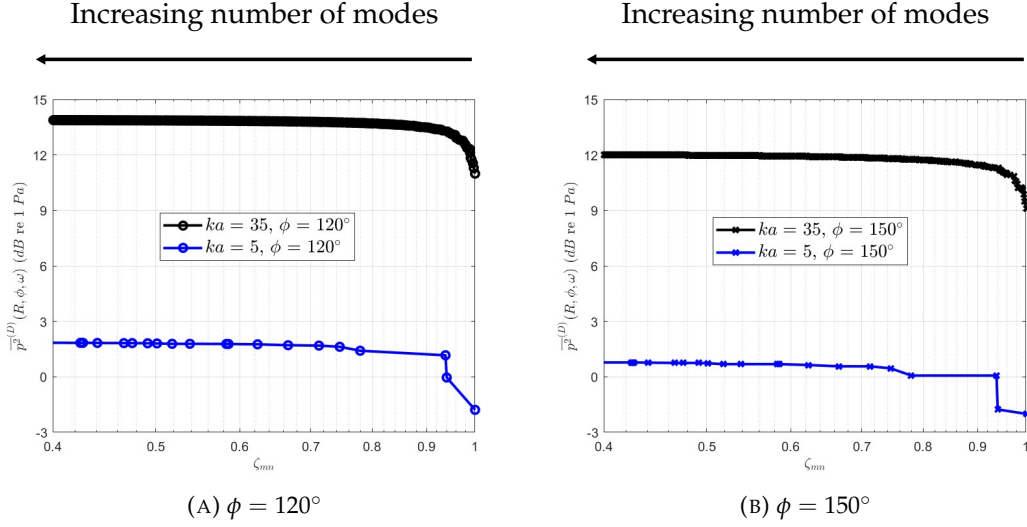 Increasing number of modes
15
12
9
6
3
0
-3
0.4
0.5
0.6
0.7
0.8
0.9
1
ζₘₙ
p̅²⁽ᴰ⁾(R, ϕ, ω) (dB re 1 Pa)
ka = 35, ϕ = 120°
ka = 5, ϕ = 120°
(A) ϕ = 120°
Increasing number of modes
15
12
9
6
3
0
-3
0.4
0.5
0.6
0.7
0.8
0.9
1
ζₘₙ
p̅²⁽ᴰ⁾(R, ϕ, ω) (dB re 1 Pa)
ka = 35, ϕ = 150°
ka = 5, ϕ = 150°
(B) ϕ = 150°